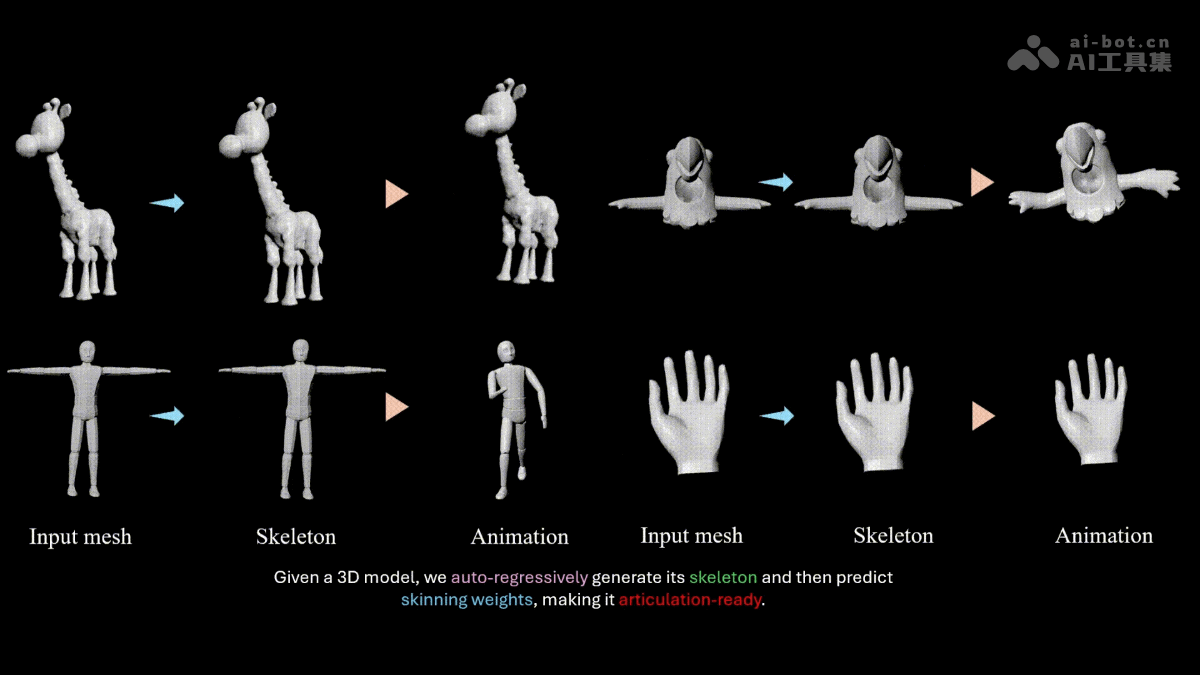 ai-bot.cn
AI工具集
Input mesh
Skeleton
Animation
Input mesh
Skeleton
Animation
Given a 3D model, we auto-regressively generate its skeleton and then predict
skinning weights, making it articulation-ready.